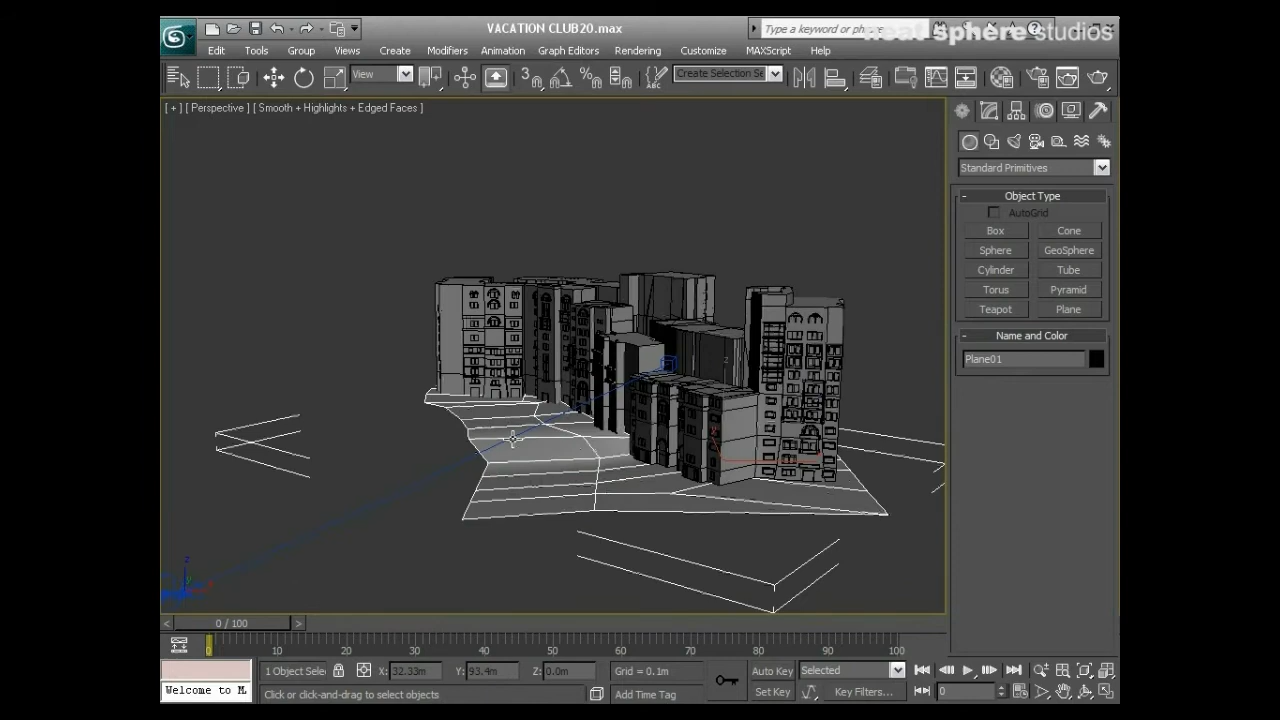 VACATION CLUB20.max
Type a keyword or phrase
neat sphere studios
Edit Tools Group Views Create Modifiers Animation Graph Editors Rendering Customize MAXScript Help
View
3
%
ABC
Create Selection Se
[ + ] [ Perspective ] [ Smooth + Highlights + Edged Faces ]
Standard Primitives
- Object Type
AutoGrid
Box Cone
Sphere GeoSphere
Cylinder Tube
Torus Pyramid
Teapot Plane
- Name and Color
Plane01
z
< 0 / 100 >
0 10 20 30 40 50 60 70 80 90 100
1 Object Sele X: 32.33m Y: 93.4m Z: 0.0m Grid = 0.1m Auto Key Selected
Welcome to M Click or click-and-drag to select objects Add Time Tag Set Key Key Filters... 0